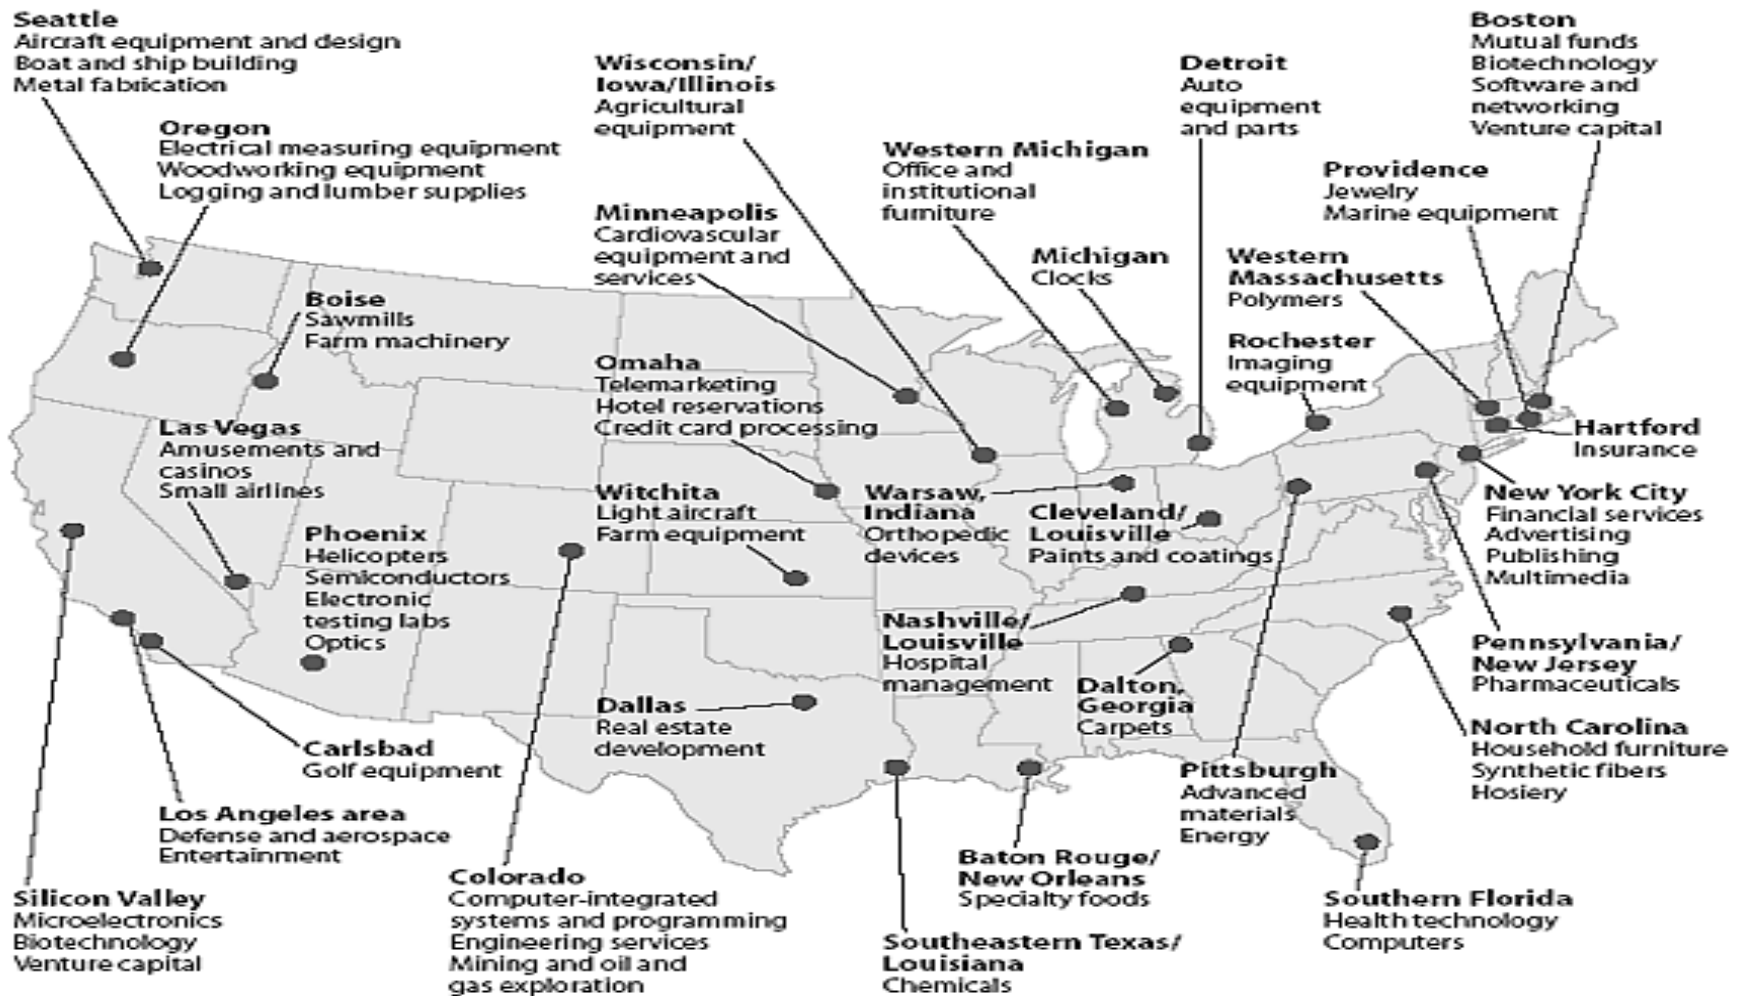 Seattle
Aircraft equipment and design
Boat and ship building
Metal fabrication
Oregon
Electrical measuring equipment
Woodworking equipment
Logging and lumber supplies
Wisconsin/
Iowa/Illinois
Agricultural
equipment
Minneapolis
Cardiovascular
equipment and
services
Western Michigan
Office and
institutional
furniture
Michigan
Clocks
Detroit
Auto
equipment
and parts
Boston
Mutual funds
Biotechnology
Software and
networking
Venture capital
Providence
Jewelry
Marine equipment
Western
Massachusetts
Polymers
Rochester
Imaging
equipment
Boise
Sawmills
Farm machinery
Omaha
Telemarketing
Hotel reservations
Credit card processing
Las Vegas
Amusements and
casinos
Small airlines
Hartford
Insurance
Witchita
Light aircraft
Farm equipment
Warsaw,
Indiana
Orthopedic
devices
Cleveland/
Louisville
Paints and coatings
New York City
Financial services
Advertising
Publishing
Multimedia
Phoenix
Helicopters
Semiconductors
Electronic
testing labs
Optics
Nashville/
Louisville
Hospital
management
Dalton,
Georgia
Carpets
Pennsylvania/
New Jersey
Pharmaceuticals
Dallas
Real estate
development
North Carolina
Household furniture
Synthetic fibers
Hosiery
Carlsbad
Golf equipment
Pittsburgh
Advanced
materials
Energy
Los Angeles area
Defense and aerospace
Entertainment
Silicon Valley
Microelectronics
Biotechnology
Venture capital
Colorado
Computer-integrated
systems and programming
Engineering services
Mining and oil and
gas exploration
Baton Rouge/
New Orleans
Specialty foods
Southeastern Texas/
Louisiana
Chemicals
Southern Florida
Health technology
Computers